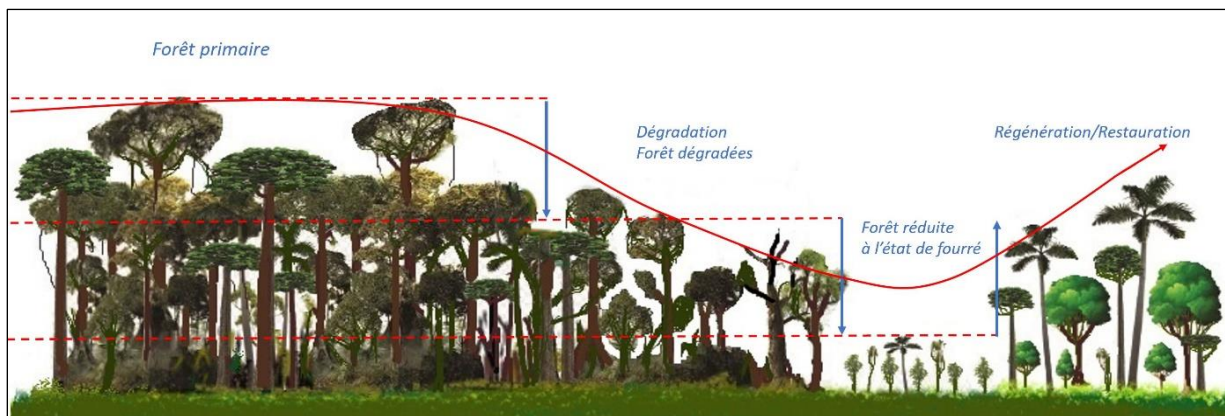 Forêt primaire
Dégradation
Forêt dégradées
Régénération/Restauration
Forêt réduite
à l’état de fourré